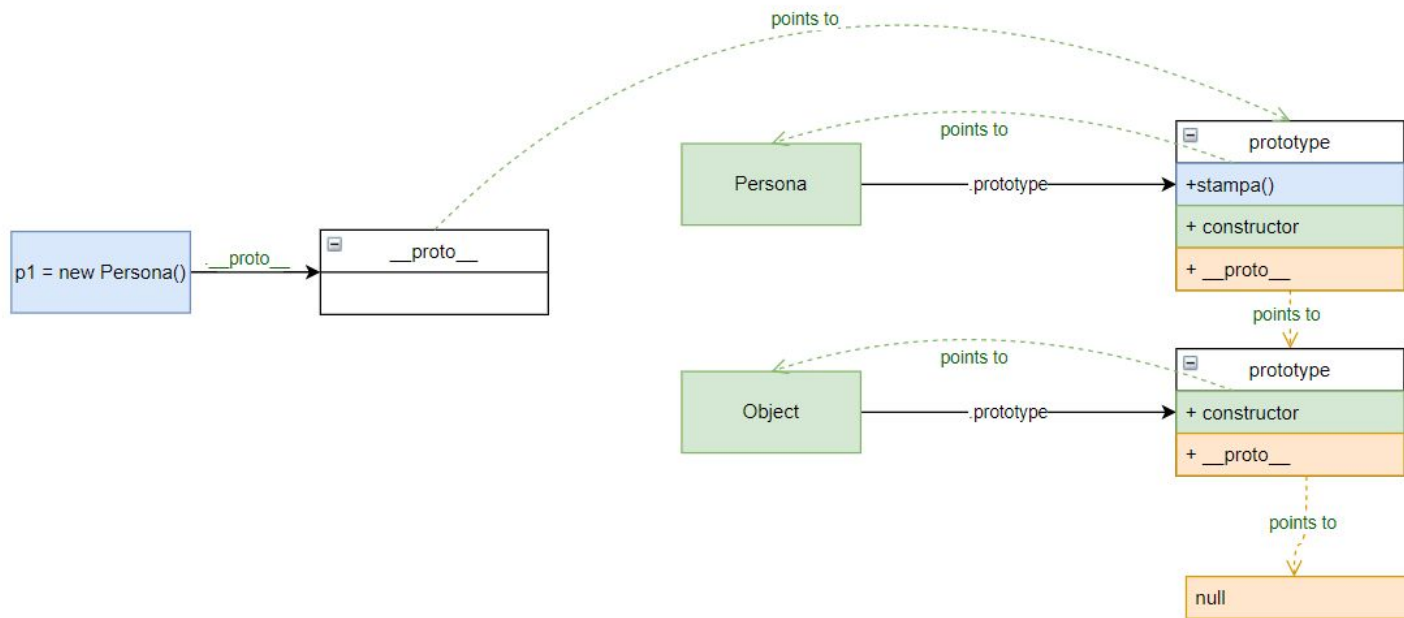 points to
points to
prototype
Persona
.prototype
+stampa()
+ constructor
+ __proto__
p1 = new Persona()
.__proto__
__proto__
points to
points to
prototype
Object
.prototype
+ constructor
+ __proto__
points to
null